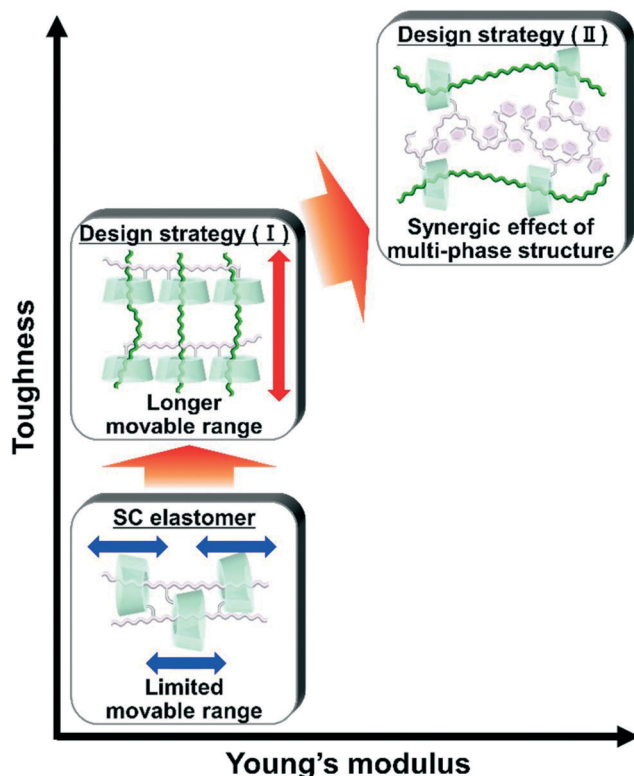 Toughness
Design strategy (Ⅱ)
Synergic effect of
multi-phase structure
Design strategy (Ⅰ)
Longer
movable range
SC elastomer
Limited
movable range
Young's modulus